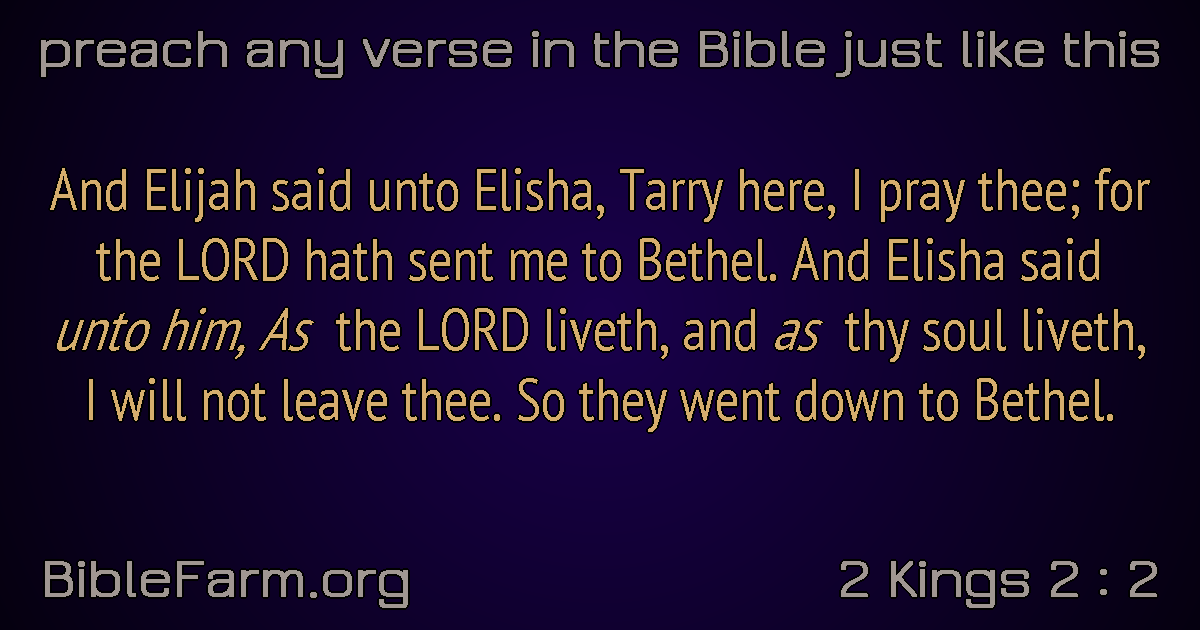 preach any verse in the Bible just like this
And Elijah said unto Elisha, Tarry here, I pray thee; for
the LORD hath sent me to Bethel. And Elisha said
unto him, As the LORD liveth, and as thy soul liveth,
I will not leave thee. So they went down to Bethel.
BibleFarm.org
2 Kings 2 : 2